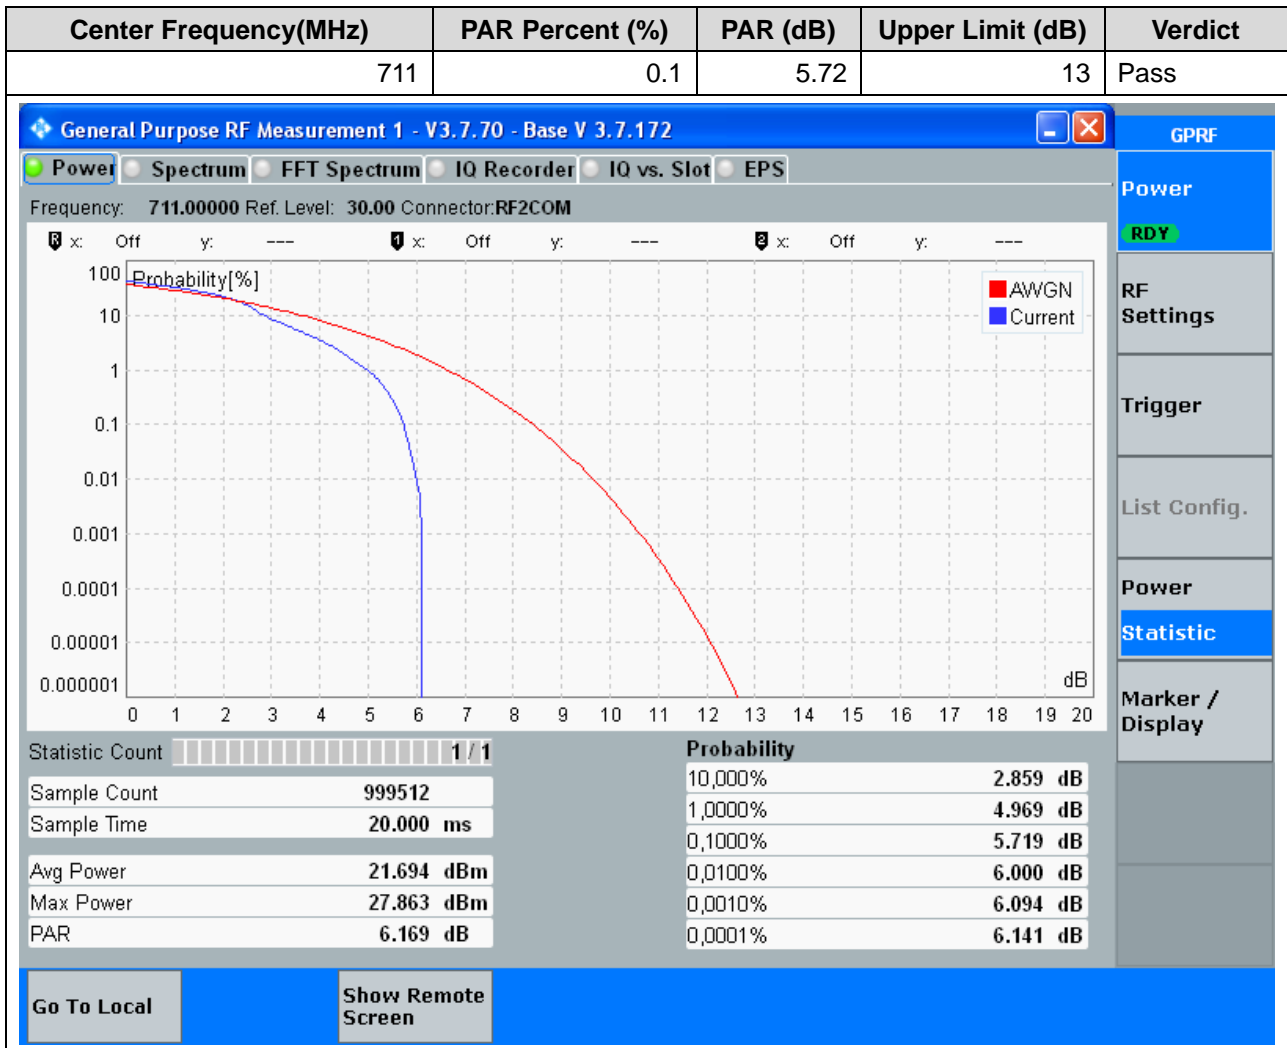 Center Frequency(MHz) PAR Percent (%) PAR (dB) Upper Limit (dB) Verdict
711 0.1 5.72 13 Pass
General Purpose RF Measurement 1 - V3.7.70 - Base V 3.7.172
GPRF
Power Spectrum FFT Spectrum IQ Recorder IQ vs. Slot EPS
Frequency: 711.00000 Ref. Level: 30.00 Connector:RF2COM
R x: Off y: --- 1 x: Off y: --- 2 x: Off y: ---
Probability[%]
AWGN
Current
100
10
1
0.1
0.01
0.001
0.0001
0.00001
0.000001
dB
0 1 2 3 4 5 6 7 8 9 10 11 12 13 14 15 16 17 18 19 20
Statistic Count 1 / 1
Sample Count 999512
Sample Time 20.000 ms
Avg Power 21.694 dBm
Max Power 27.863 dBm
PAR 6.169 dB
Probability
10,000% 2.859 dB
1,0000% 4.969 dB
0,1000% 5.719 dB
0,0100% 6.000 dB
0,0010% 6.094 dB
0,0001% 6.141 dB
Power
RDY
RF
Settings
Trigger
List Config.
Power
Statistic
Marker /
Display
Go To Local
Show Remote
Screen